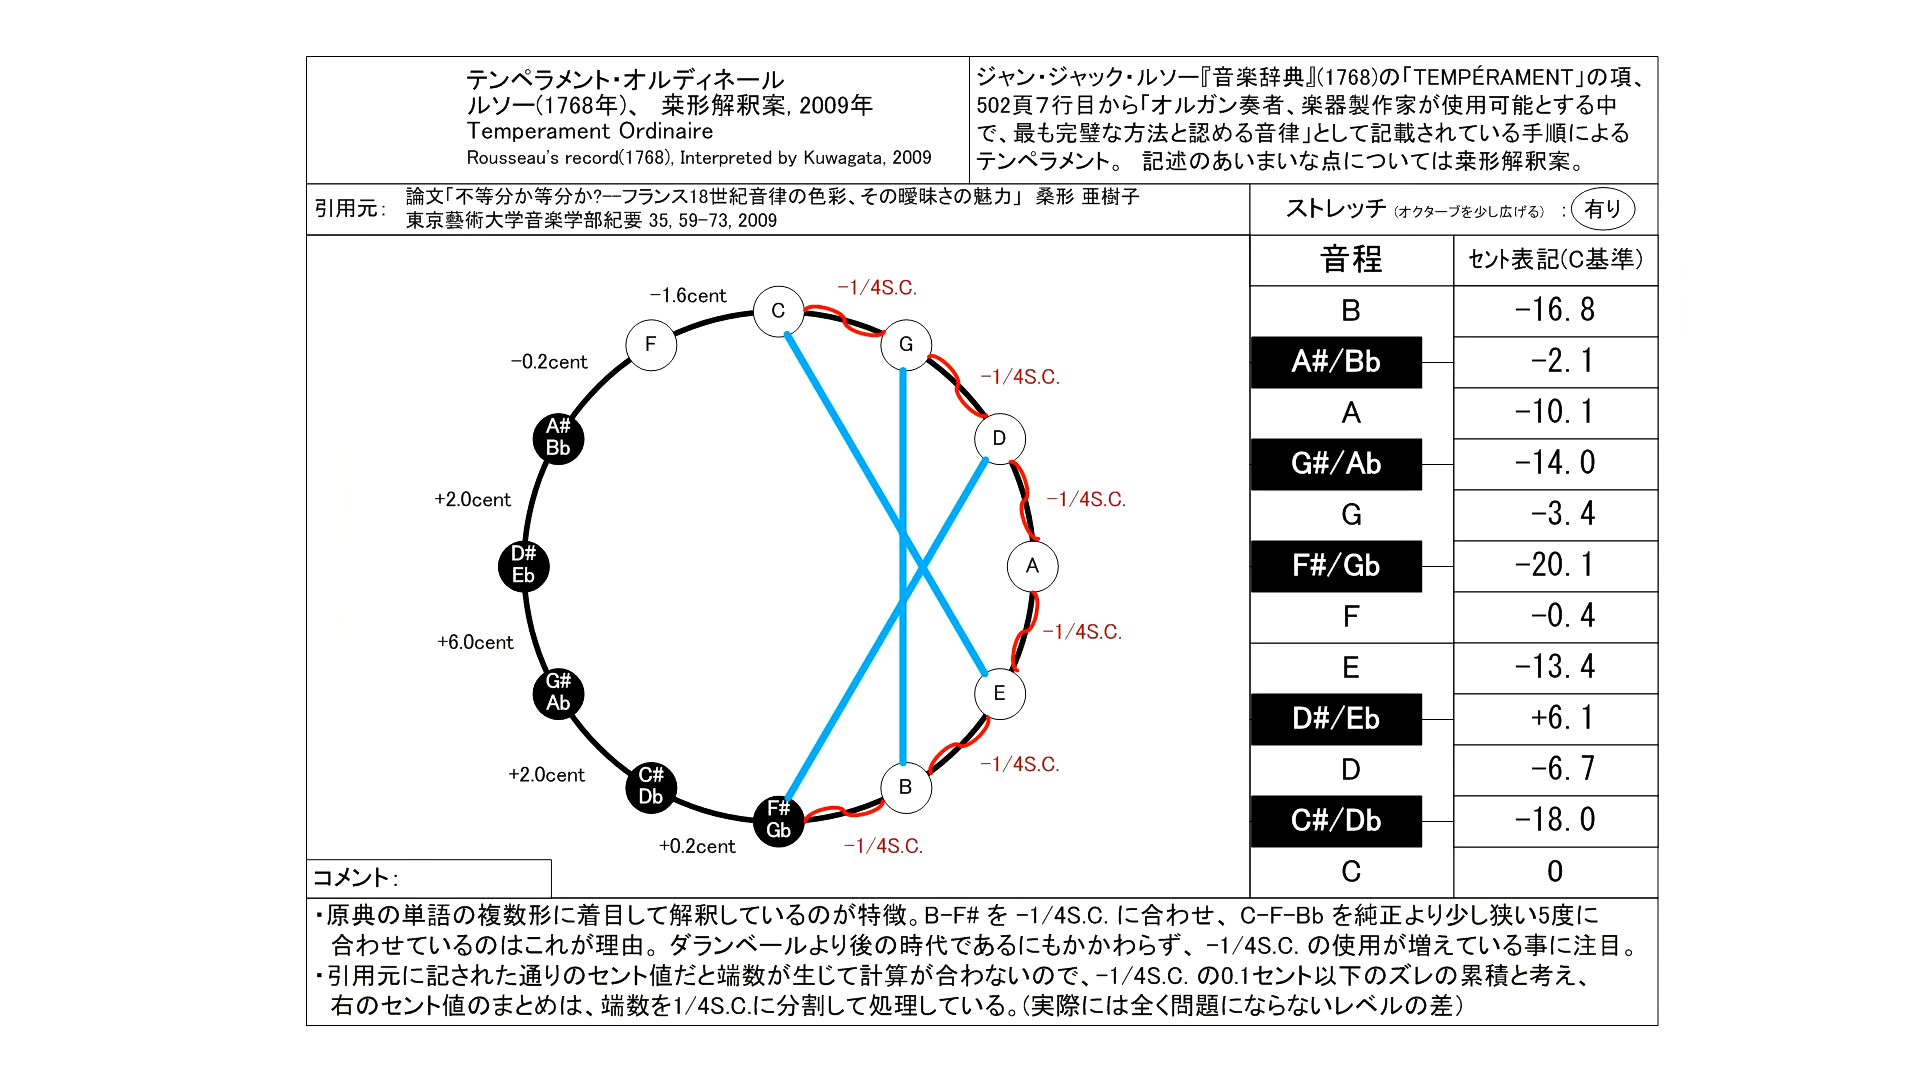 テンペラメント・オルディネール
ルソー(1768年)、 桒形解釈案, 2009年
Temperament Ordinaire
Rousseau's record(1768), Interpreted by Kuwagata, 2009
ジャン・ジャック・ルソー『音楽辞典』(1768)の「TEMPÉRAMENT」の項、
502頁7行目から「オルガン奏者、楽器製作家が使用可能とする中
で、最も完璧な方法と認める音律」として記載されている手順による
テンペラメント。 記述のあいまいな点については桒形解釈案。
引用元: 論文「不等分か等分か?--フランス18世紀音律の色彩、その曖昧さの魅力」 桑形 亜樹子
東京藝術大学音楽学部紀要 35, 59-73, 2009
ストレッチ (オクターブを少し広げる) : 有り
音程 セント表記(C基準)
B -16.8
A#/Bb -2.1
A -10.1
G#/Ab -14.0
G -3.4
F#/Gb -20.1
F -0.4
E -13.4
D#/Eb +6.1
D -6.7
C#/Db -18.0
C 0
C
-1/4S.C.
G
-1/4S.C.
D
-1/4S.C.
A
-1/4S.C.
E
-1/4S.C.
B
-1/4S.C.
F#
Gb
+0.2cent
C#
Db
+2.0cent
G#
Ab
+6.0cent
D#
Eb
+2.0cent
A#
Bb
-0.2cent
F
-1.6cent
コメント:
・原典の単語の複数形に着目して解釈しているのが特徴。B-F# を -1/4S.C. に合わせ、 C-F-Bb を純正より少し狭い5度に
合わせているのはこれが理由。 ダランベールより後の時代であるにもかかわらず、 -1/4S.C. の使用が増えている事に注目。
・引用元に記された通りのセント値だと端数が生じて計算が合わないので、-1/4S.C. の0.1セント以下のズレの累積と考え、
右のセント値のまとめは、端数を1/4S.C.に分割して処理している。(実際には全く問題にならないレベルの差)